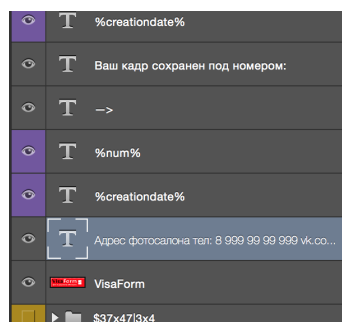 %creationdate%
Ваш кадр сохранен под номером:
—>
%num%
%creationdate%
Адрес фотосалона тел: 8 999 99 99 999 vk.co...
VisaForm
$37x47|3x4